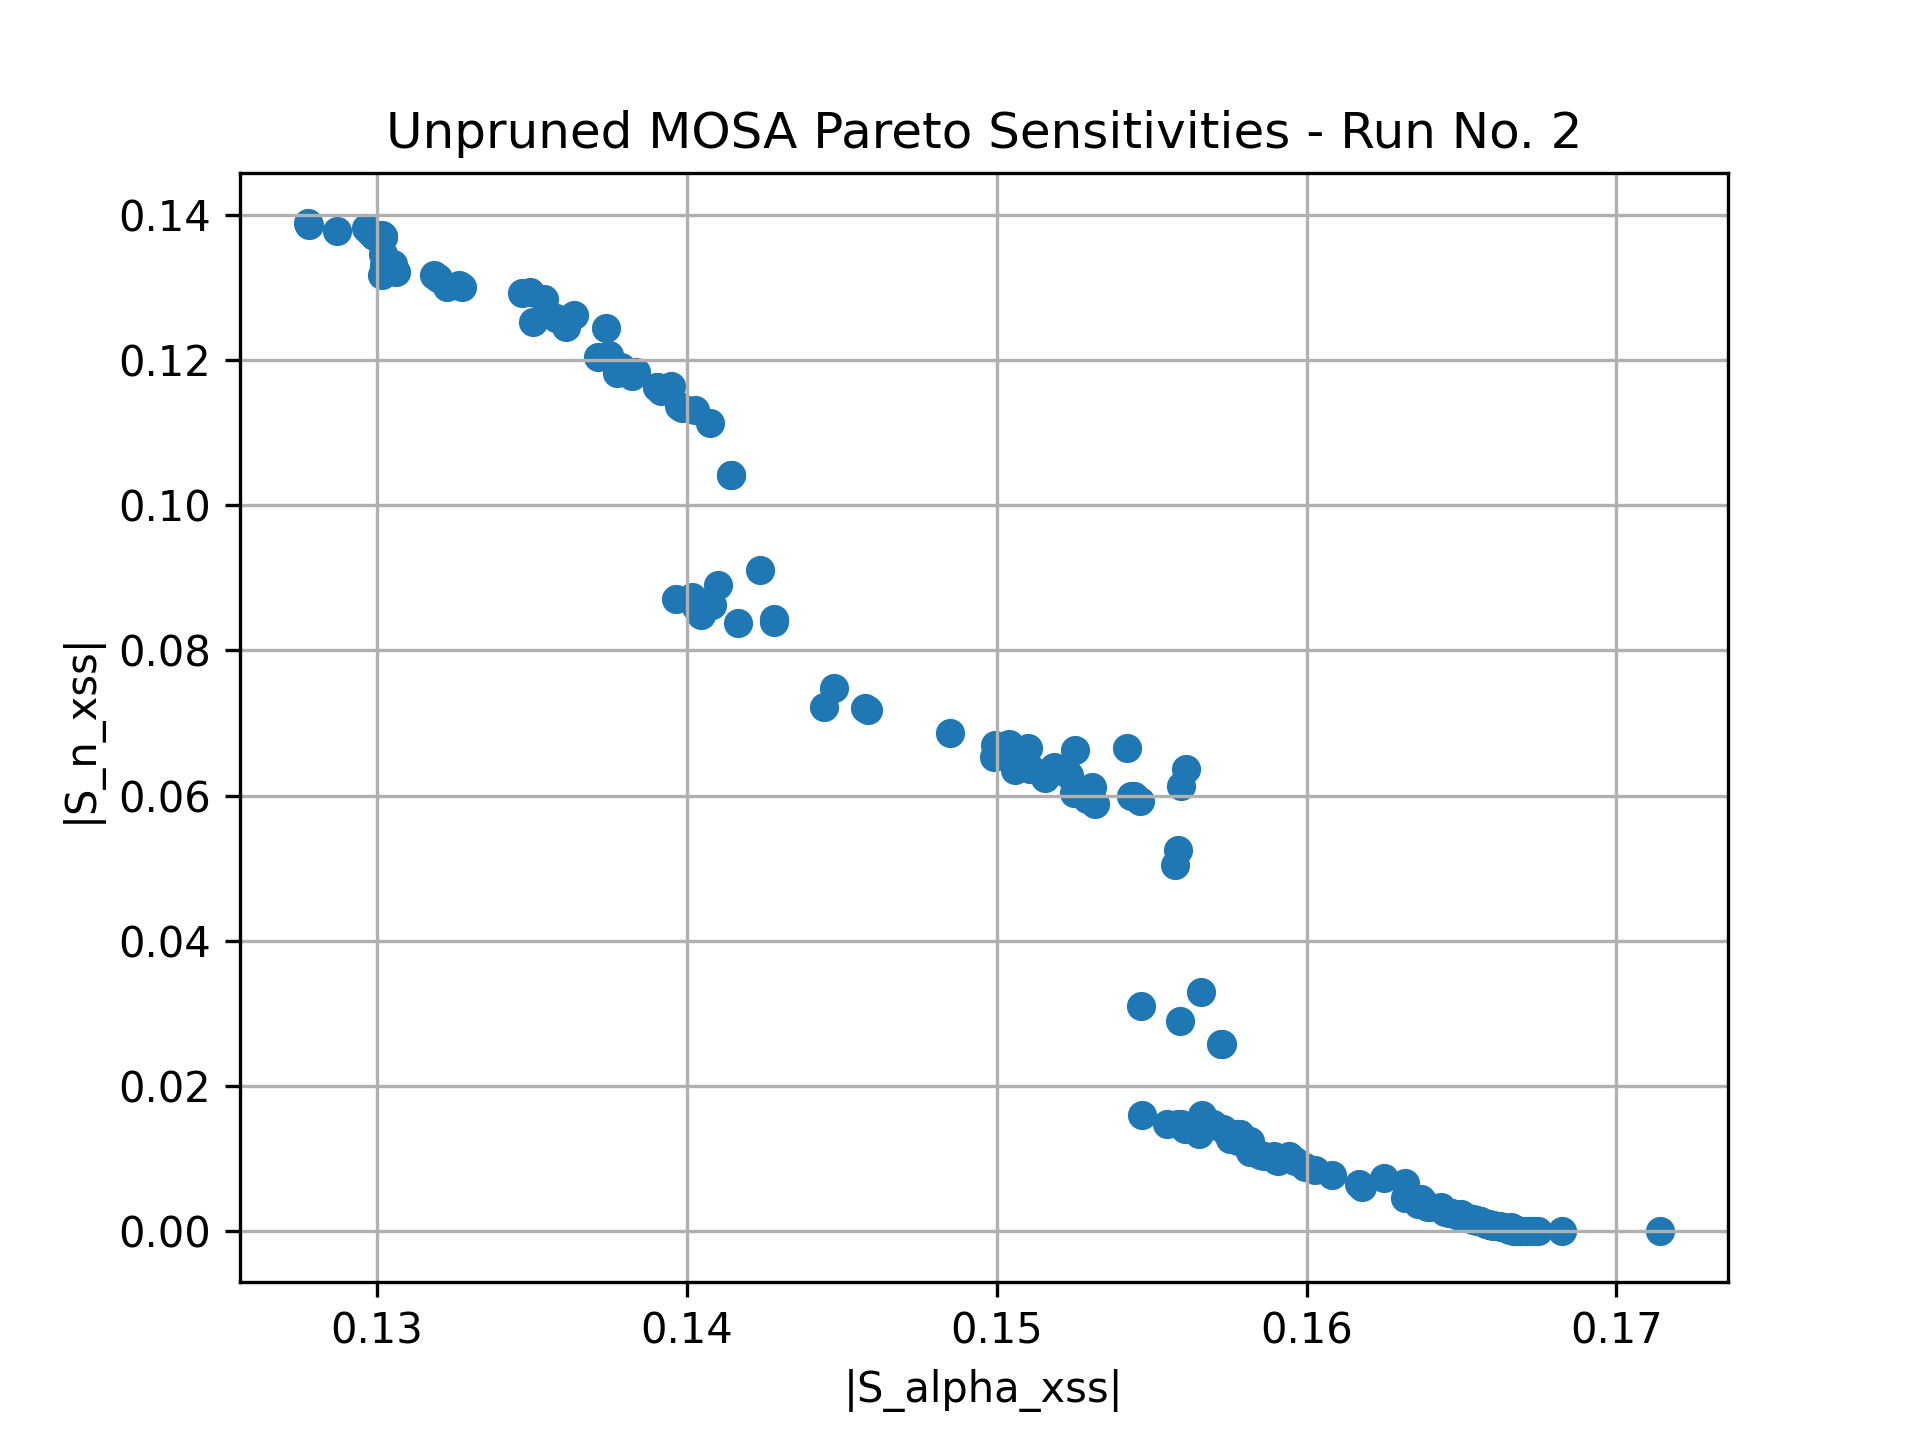 Unpruned MOSA Pareto Sensitivities - Run No. 2
|S_n_xss|
0.14
0.12
0.10
0.08
0.06
0.04
0.02
0.00
0.13 0.14 0.15 0.16 0.17
|S_alpha_xss|